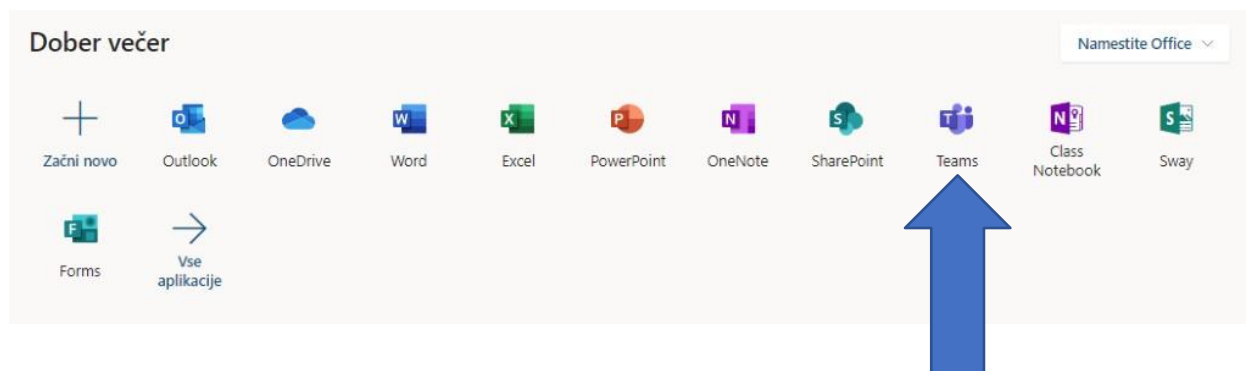 Dober večer
Namestite Office
Začni novo
Outlook
OneDrive
Word
Excel
PowerPoint
OneNote
SharePoint
Teams
Class
Notebook
Sway
Forms
Vse
aplikacije